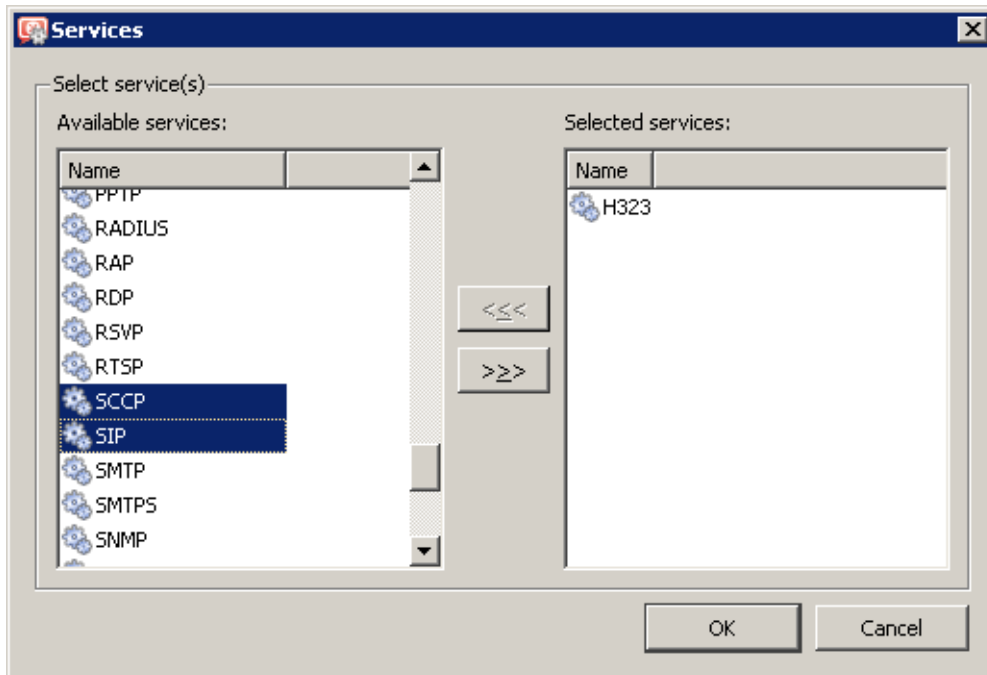 Services
Select service(s)
Available services:
Name
PPTP
RADIUS
RAP
RDP
RSVP
RTSP
SCCP
SIP
SMTP
SMTPS
SNMP
<<<
>>>
Selected services:
Name
H323
OK
Cancel